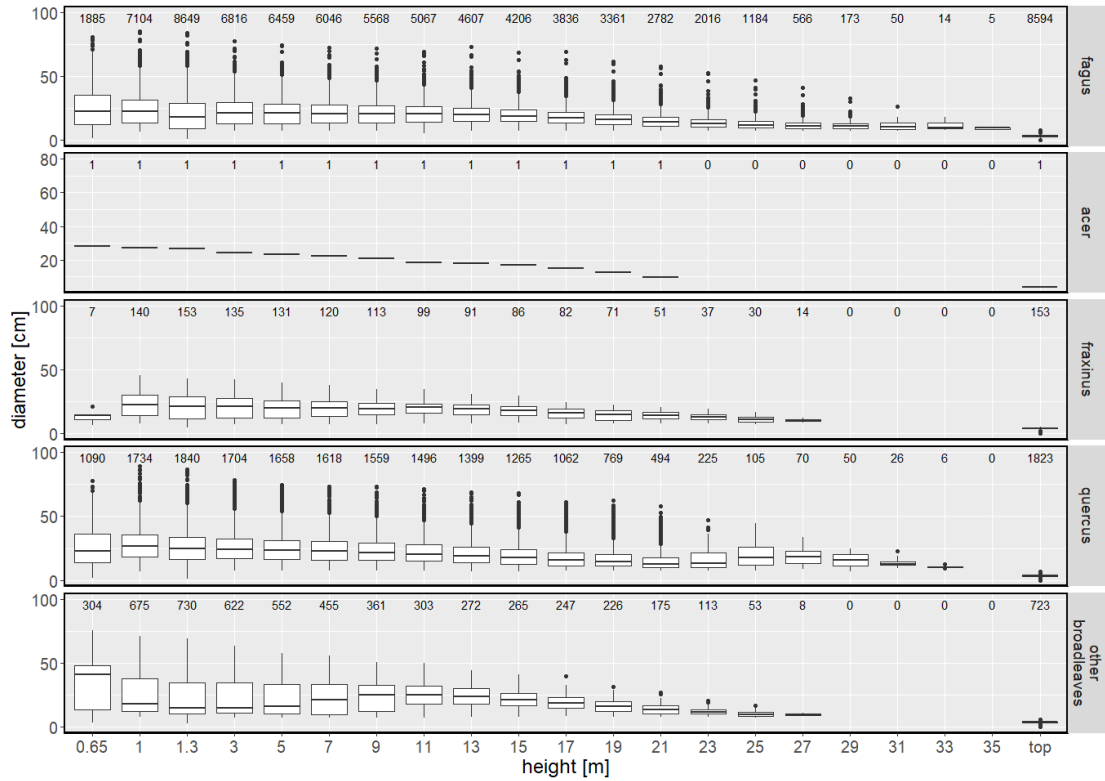 100
1885 7104 8649 6816 6459 6046 5568 5067 4607 4206 3836 3361 2782 2016 1184 566 173 50 14 5 8594
50
0
fagus
80
1 1 1 1 1 1 1 1 1 1 1 1 1 0 0 0 0 0 0 0 1
60
40
20
acer
100
7 140 153 135 131 120 113 99 91 86 82 71 51 37 30 14 0 0 0 0 153
50
0
fraxinus
100
1090 1734 1840 1704 1658 1618 1559 1496 1399 1265 1062 769 494 225 105 70 50 26 6 0 1823
50
0
quercus
100
304 675 730 622 552 455 361 303 272 265 247 226 175 113 53 8 0 0 0 0 723
50
0
other
broadleaves
0.65 1 1.3 3 5 7 9 11 13 15 17 19 21 23 25 27 29 31 33 35 top
height [m]
diameter [cm]